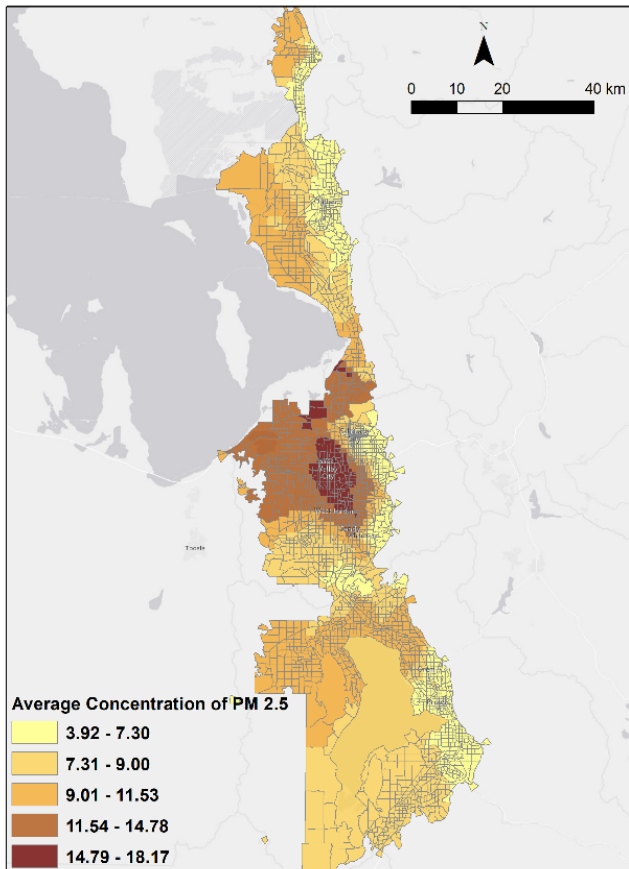 N
0 10 20 40 km
Tooele
Average Concentration of PM 2.5
3.92 - 7.30
7.31 - 9.00
9.01 - 11.53
11.54 - 14.78
14.79 - 18.17